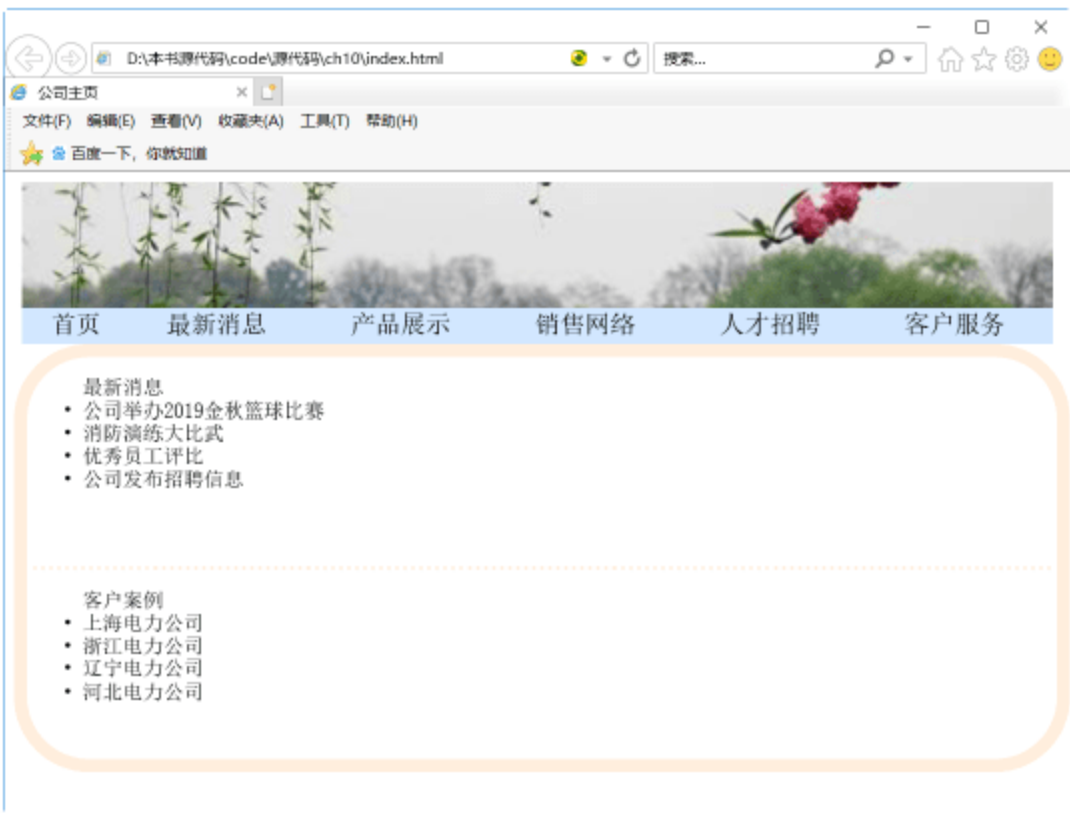 D:\本书源代码\code\源代码\ch10\index.html 搜索...
公司主页
文件(F) 编辑(E) 查看(V) 收藏夹(A) 工具(T) 帮助(H)
百度一下，你就知道
首页 最新消息 产品展示 销售网络 人才招聘 客户服务
最新消息
• 公司举办2019金秋篮球比赛
• 消防演练大比武
• 优秀员工评比
• 公司发布招聘信息
客户案例
• 上海电力公司
• 浙江电力公司
• 辽宁电力公司
• 河北电力公司